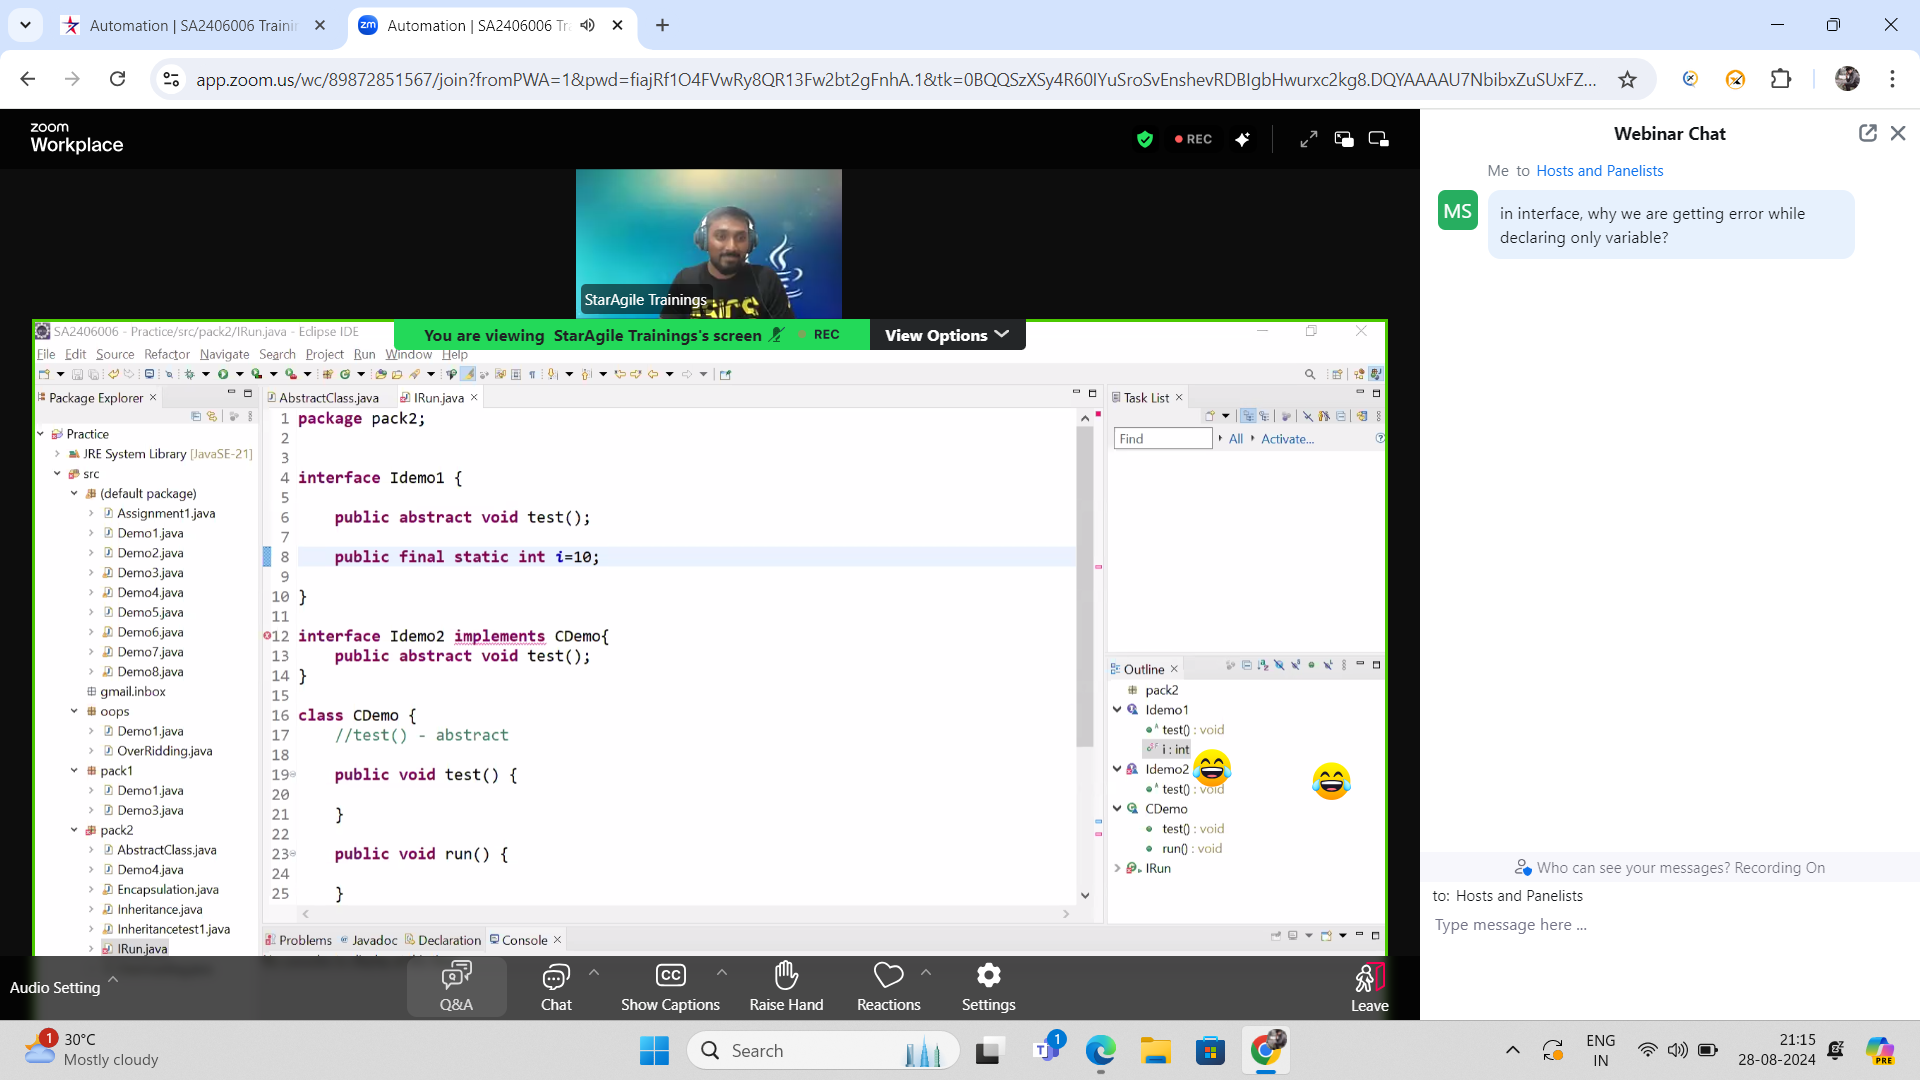 Automation | SA2406006 Trainin
zm
Automation | SA2406006 Tr
app.zoom.us/wc/89872851567/join?fromPWA=1&pwd=fiajRf1O4FVwRy8QR13Fw2bt2gFnhA.1&tk=0BQQSzXSy4R60IYuSroSvEnshevRDBIgbHwurxc2kg8.DQYAAAAU7NbibxZuSUxFZ...
zoom
Workplace
REC
StarAgile Trainings
SA2406006 - Practice/src/pack2/IRun.java - Eclipse IDE
You are viewing StarAgile Trainings's screen
REC
View Options
File Edit Source Refactor Navigate Search Project Run Window Help
Package Explorer
Practice
JRE System Library [JavaSE-21]
src
(default package)
Assignment1.java
Demo1.java
Demo2.java
Demo3.java
Demo4.java
Demo5.java
Demo6.java
Demo7.java
Demo8.java
gmail.inbox
oops
Demo1.java
OverRidding.java
pack1
Demo1.java
Demo3.java
pack2
AbstractClass.java
Demo4.java
Encapsulation.java
Inheritance.java
Inheritancetest1.java
IRun.java
AbstractClass.java
IRun.java
1 package pack2;
2
3
4 interface Idemo1 {
5
6 public abstract void test();
7
8 public final static int i=10;
9
10 }
11
12 interface Idemo2 implements CDemo{
13 public abstract void test();
14 }
15
16 class CDemo {
17 //test() - abstract
18
19 public void test() {
20
21 }
22
23 public void run() {
24
25 }
Problems Javadoc Declaration Console
Task List
Find
All
Activate...
Outline
pack2
Idemo1
test() : void
i : int
Idemo2
test() : void
CDemo
test() : void
run() : void
IRun
Audio Setting
Q&A
Chat
CC
Show Captions
Raise Hand
Reactions
Settings
Leave
Webinar Chat
Me to Hosts and Panelists
MS
in interface, why we are getting error while
declaring only variable?
Who can see your messages? Recording On
to: Hosts and Panelists
Type message here ...
1
30°C
Mostly cloudy
Search
1
ENG
IN
21:15
28-08-2024
PRE